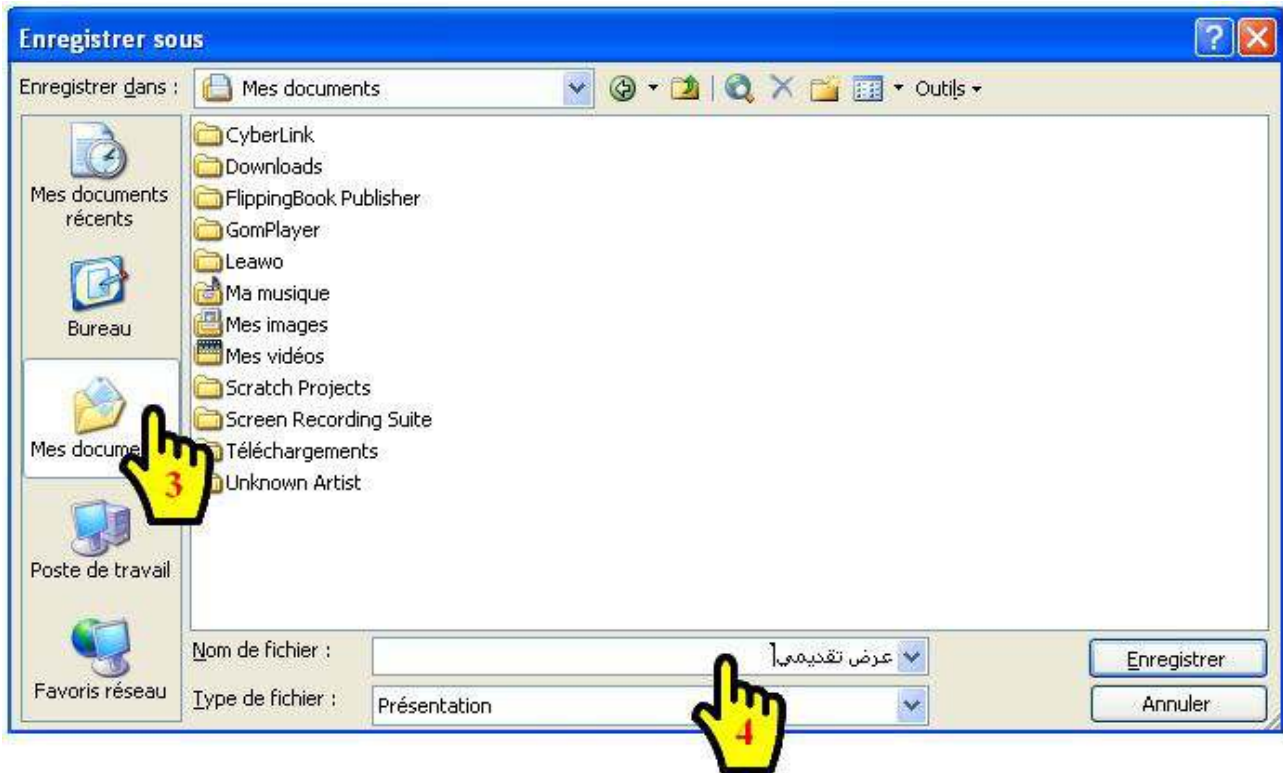 Enregistrer sous
Enregistrer dans :
Mes documents
Outils
Mes documents
récents
Bureau
Mes docume
Poste de travail
Favoris réseau
CyberLink
Downloads
FlippingBook Publisher
GomPlayer
Leawo
Ma musique
Mes images
Mes vidéos
Scratch Projects
Screen Recording Suite
Téléchargements
Unknown Artist
3
Nom de fichier :
عرض تقديمي
Enregistrer
Type de fichier :
Présentation
Annuler
4